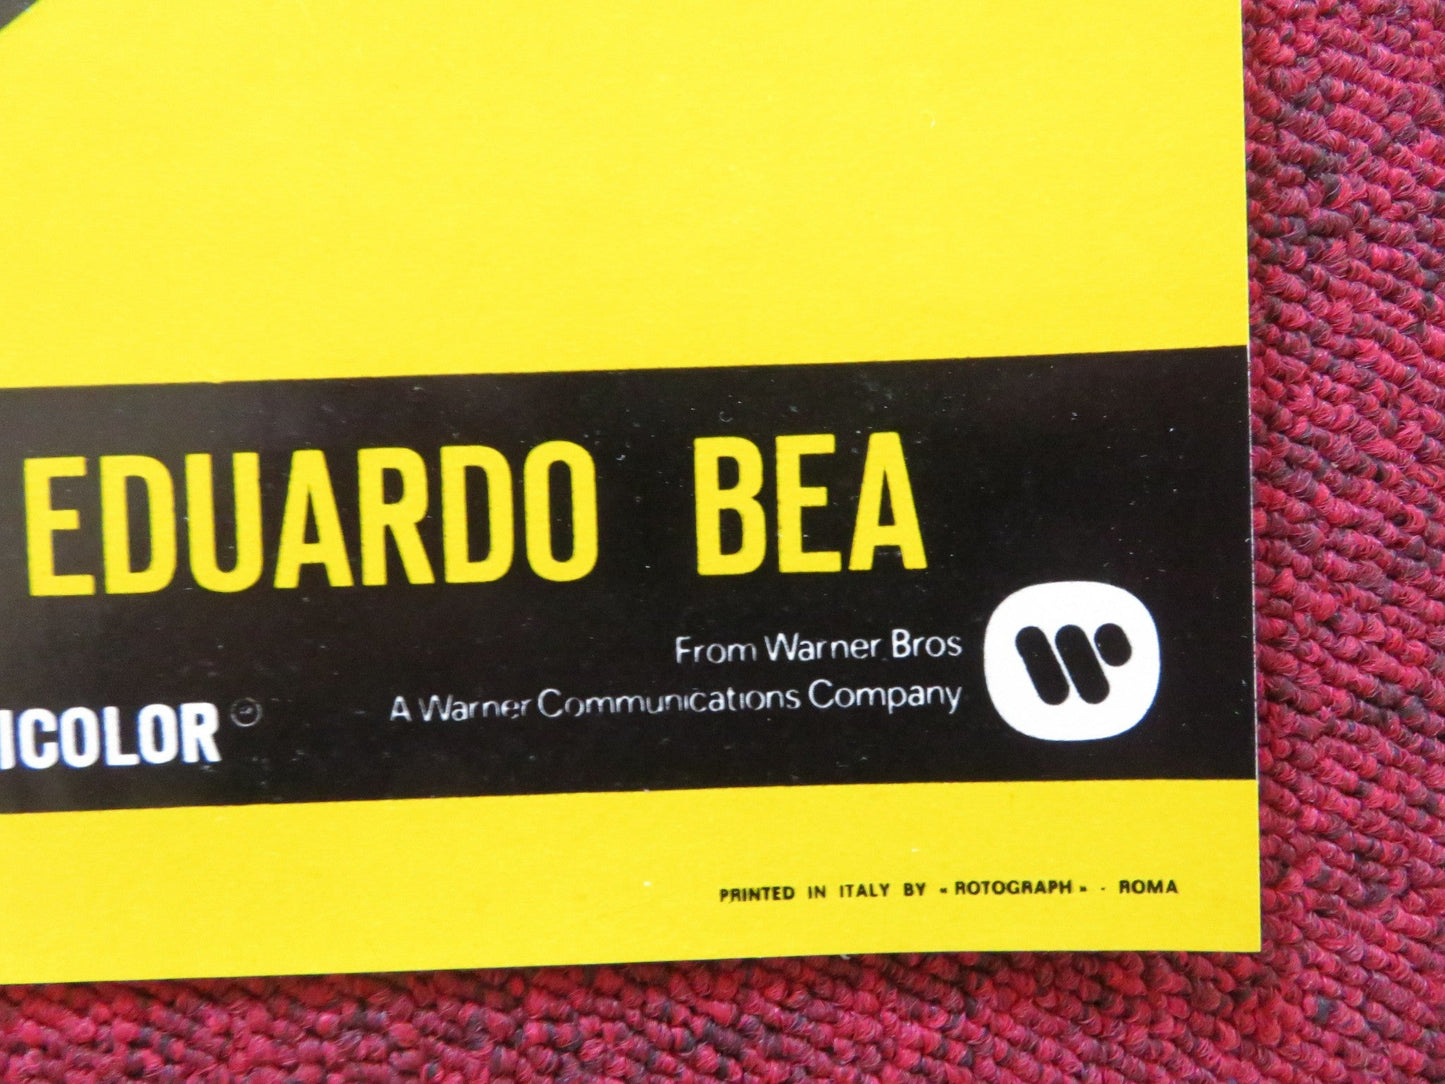 EDUARDO BEA
From Warner Bros
A Warner Communications Company
ICOLOR
PRINTED IN ITALY BY « ROTOGRAPH » - ROMA